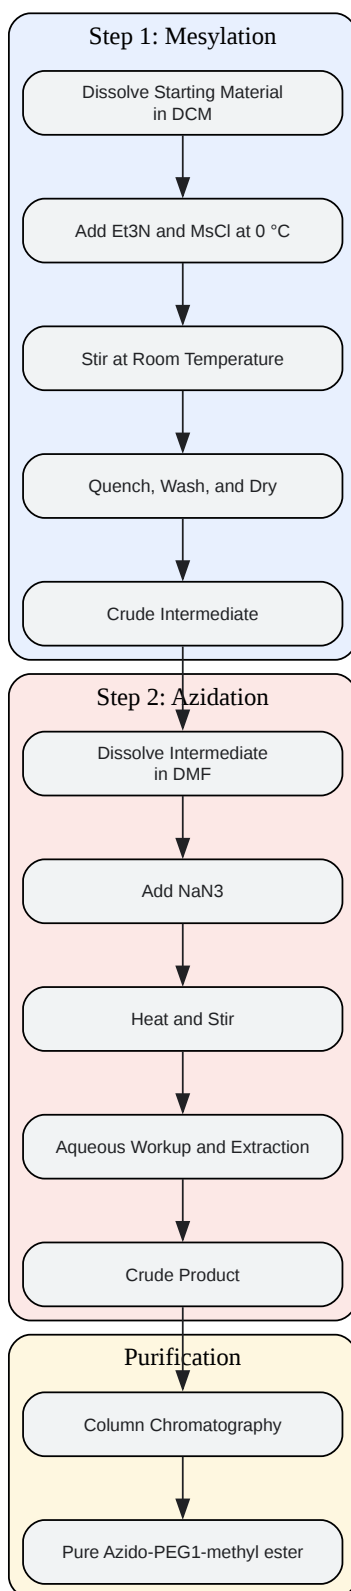 Step 1: Mesylation
Dissolve Starting Material
in DCM
Add Et3N and MsCl at 0 °C
Stir at Room Temperature
Quench, Wash, and Dry
Crude Intermediate
Step 2: Azidation
Dissolve Intermediate
in DMF
Add NaN3
Heat and Stir
Aqueous Workup and Extraction
Crude Product
Purification
Column Chromatography
Pure Azido-PEG1-methyl ester